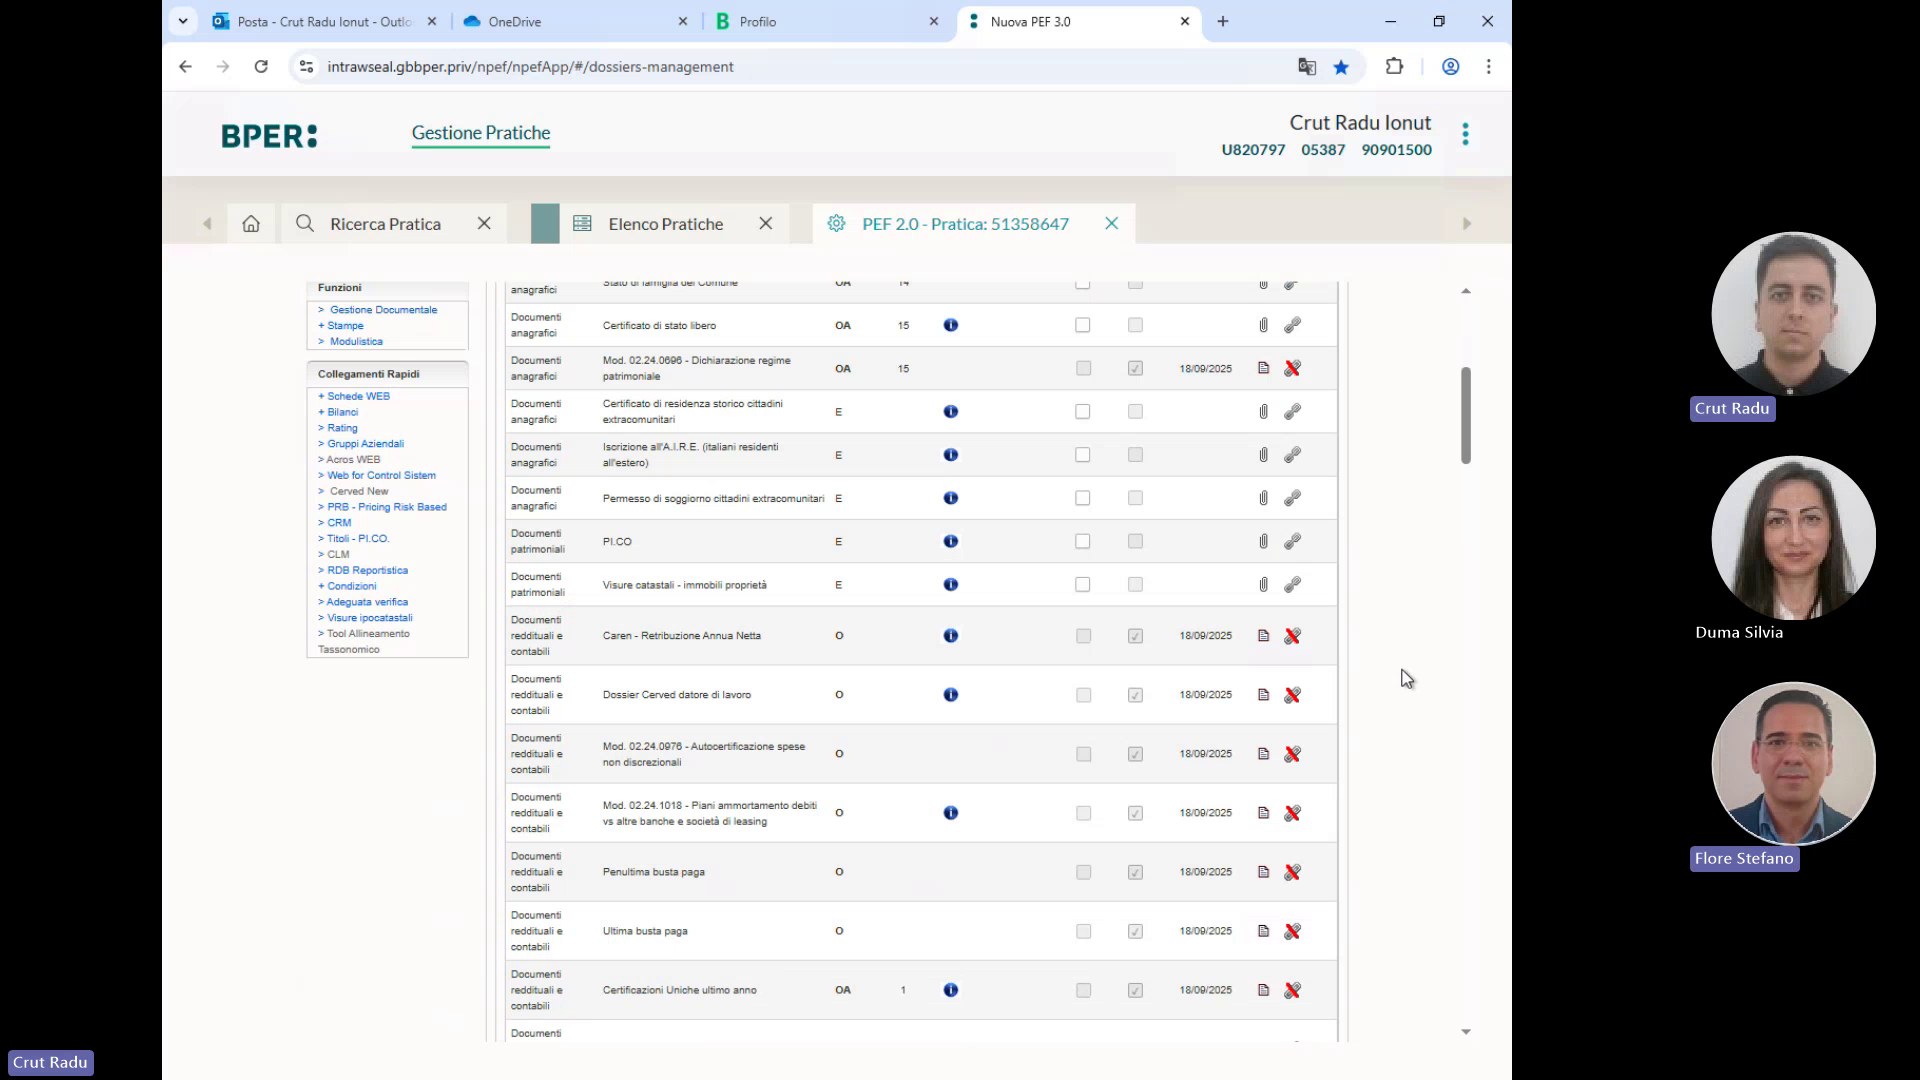 Posta - Crut Radu Ionut - Outlo
OneDrive
Profilo
Nuova PEF 3.0
intrawseal.gbbper.priv/npef/npefApp/#/dossiers-management
BPER:
Gestione Pratiche
Crut Radu Ionut
U820797 05387 90901500
Ricerca Pratica
Elenco Pratiche
PEF 2.0 - Pratica: 51358647
Funzioni
> Gestione Documentale
+ Stampe
> Modulistica
Collegamenti Rapidi
+ Schede WEB
+ Bilanci
> Rating
> Gruppi Aziendali
> Acros WEB
> Web for Control Sistem
> Cerved New
> PRB - Pricing Risk Based
> CRM
> Titoli - PI.CO.
> CLM
> RDB Reportistica
+ Condizioni
> Adeguata verifica
> Visure ipocatastali
> Tool Allineamento
Tassonomico
anagrafici
Stato di famiglia del Comune OA 14
Documenti
anagrafici
Certificato di stato libero OA 15
Documenti
anagrafici
Mod. 02.24.0696 - Dichiarazione regime
patrimoniale
OA 15 18/09/2025
Documenti
anagrafici
Certificato di residenza storico cittadini
extracomunitari
E
Documenti
anagrafici
Iscrizione all'A.I.R.E. (italiani residenti
all'estero)
E
Documenti
anagrafici
Permesso di soggiorno cittadini extracomunitari E
Documenti
patrimoniali
PI.CO E
Documenti
patrimoniali
Visure catastali - immobili proprietà E
Documenti
reddituali e
contabili
Caren - Retribuzione Annua Netta O 18/09/2025
Documenti
reddituali e
contabili
Dossier Cerved datore di lavoro O 18/09/2025
Documenti
reddituali e
contabili
Mod. 02.24.0976 - Autocertificazione spese
non discrezionali
O 18/09/2025
Documenti
reddituali e
contabili
Mod. 02.24.1018 - Piani ammortamento debiti
vs altre banche e società di leasing
O 18/09/2025
Documenti
reddituali e
contabili
Penultima busta paga O 18/09/2025
Documenti
reddituali e
contabili
Ultima busta paga O 18/09/2025
Documenti
reddituali e
contabili
Certificazioni Uniche ultimo anno OA 1 18/09/2025
Documenti
Crut Radu
Duma Silvia
Flore Stefano
Crut Radu